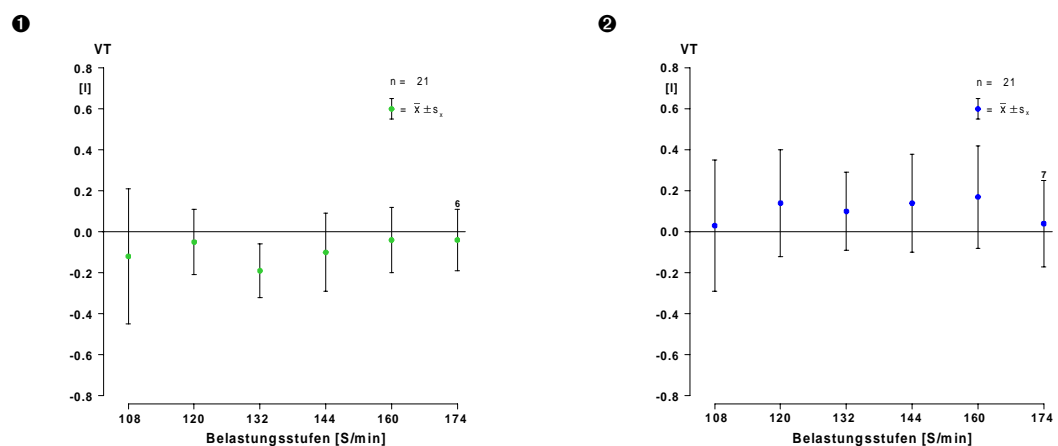 ❶
VT
[l]
0.8
0.6
0.4
0.2
0.0
-0.2
-0.4
-0.6
-0.8
n = 21
= x̅ ± sₓ
6
108 120 132 144 160 174
Belastungsstufen [S/min]
❷
VT
[l]
0.8
0.6
0.4
0.2
0.0
-0.2
-0.4
-0.6
-0.8
n = 21
= x̅ ± sₓ
7
108 120 132 144 160 174
Belastungsstufen [S/min]